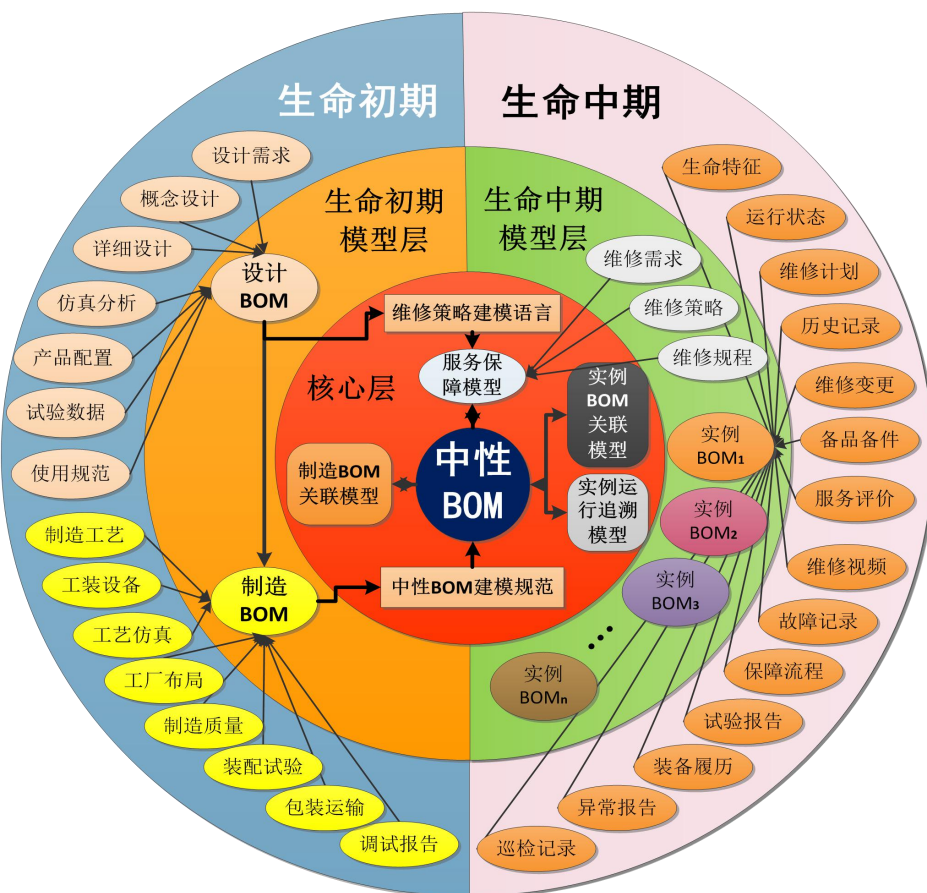 生命初期
生命中期
设计需求
概念设计
详细设计
仿真分析
产品配置
试验数据
使用规范
制造工艺
工装设备
工艺仿真
工厂布局
制造质量
装配试验
包装运输
调试报告
生命初期
模型层
设计
BOM
制造
BOM
生命中期
模型层
维修需求
维修策略
维修规程
核心层
维修策略建模语言
服务保
障模型
中性
BOM
制造BOM
关联模型
实例
BOM
关联
模型
实例运
行追溯
模型
中性BOM建模规范
实例
BOM₁
实例
BOM₂
实例
BOM₃
•••
实例
BOMₙ
生命特征
运行状态
维修计划
历史记录
维修变更
备品备件
服务评价
维修视频
故障记录
保障流程
试验报告
装备履历
异常报告
巡检记录